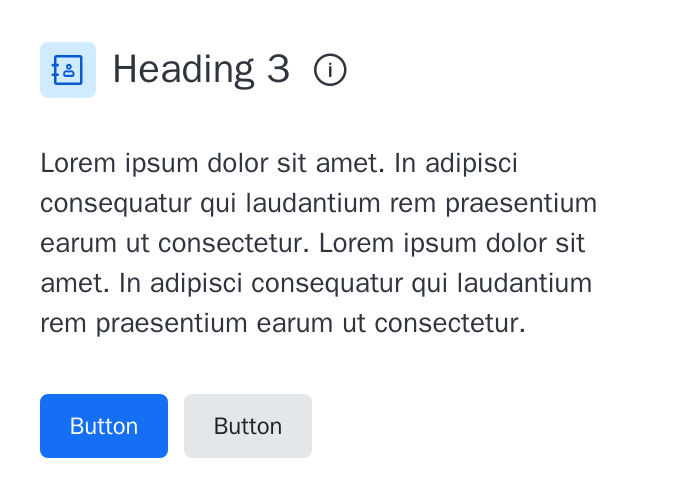 Heading 3
Lorem ipsum dolor sit amet. In adipisci
consequatur qui laudantium rem praesentium
earum ut consectetur. Lorem ipsum dolor sit
amet. In adipisci consequatur qui laudantium
rem praesentium earum ut consectetur.
Button Button